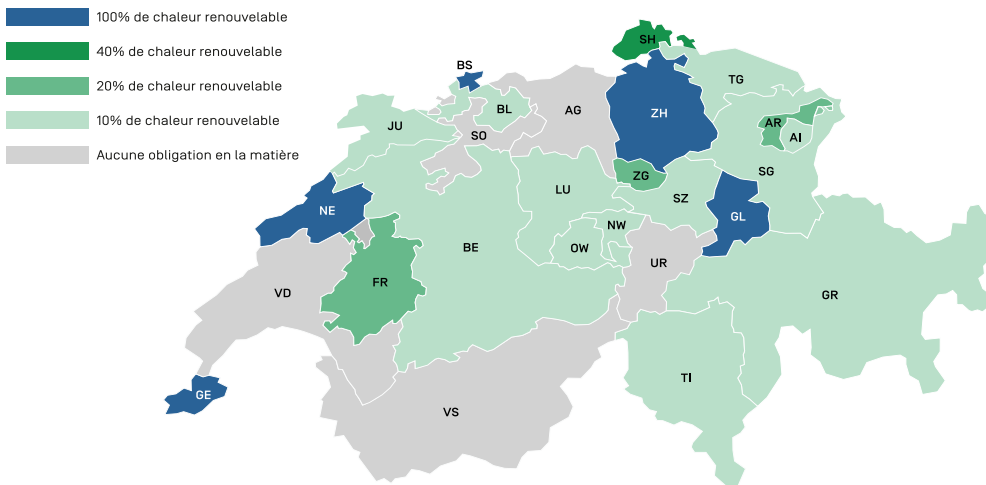 100% de chaleur renouvelable
40% de chaleur renouvelable
20% de chaleur renouvelable
10% de chaleur renouvelable
Aucune obligation en la matière
SH
BS
TG
BL
AG
ZH
JU
SO
AR
AI
ZG
SG
LU
SZ
NE
GL
NW
BE
OW
UR
FR
VD
GR
TI
GE
VS